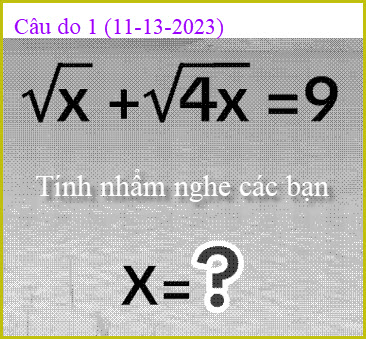 Câu do 1 (11-13-2023)
√x + √4x = 9
Tính nhẩm nghe các bạn
X = ?